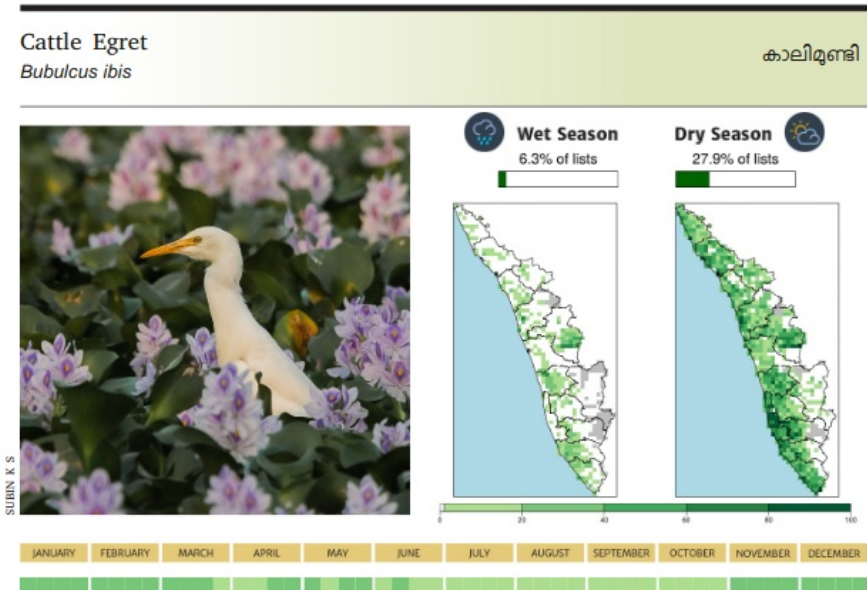 Cattle Egret
Bubulcus ibis
കാലിമുണ്ടി
Wet Season
6.3% of lists
Dry Season
27.9% of lists
SUBIN K S
0 20 40 60 80 100
JANUARY FEBRUARY MARCH APRIL MAY JUNE JULY AUGUST SEPTEMBER OCTOBER NOVEMBER DECEMBER